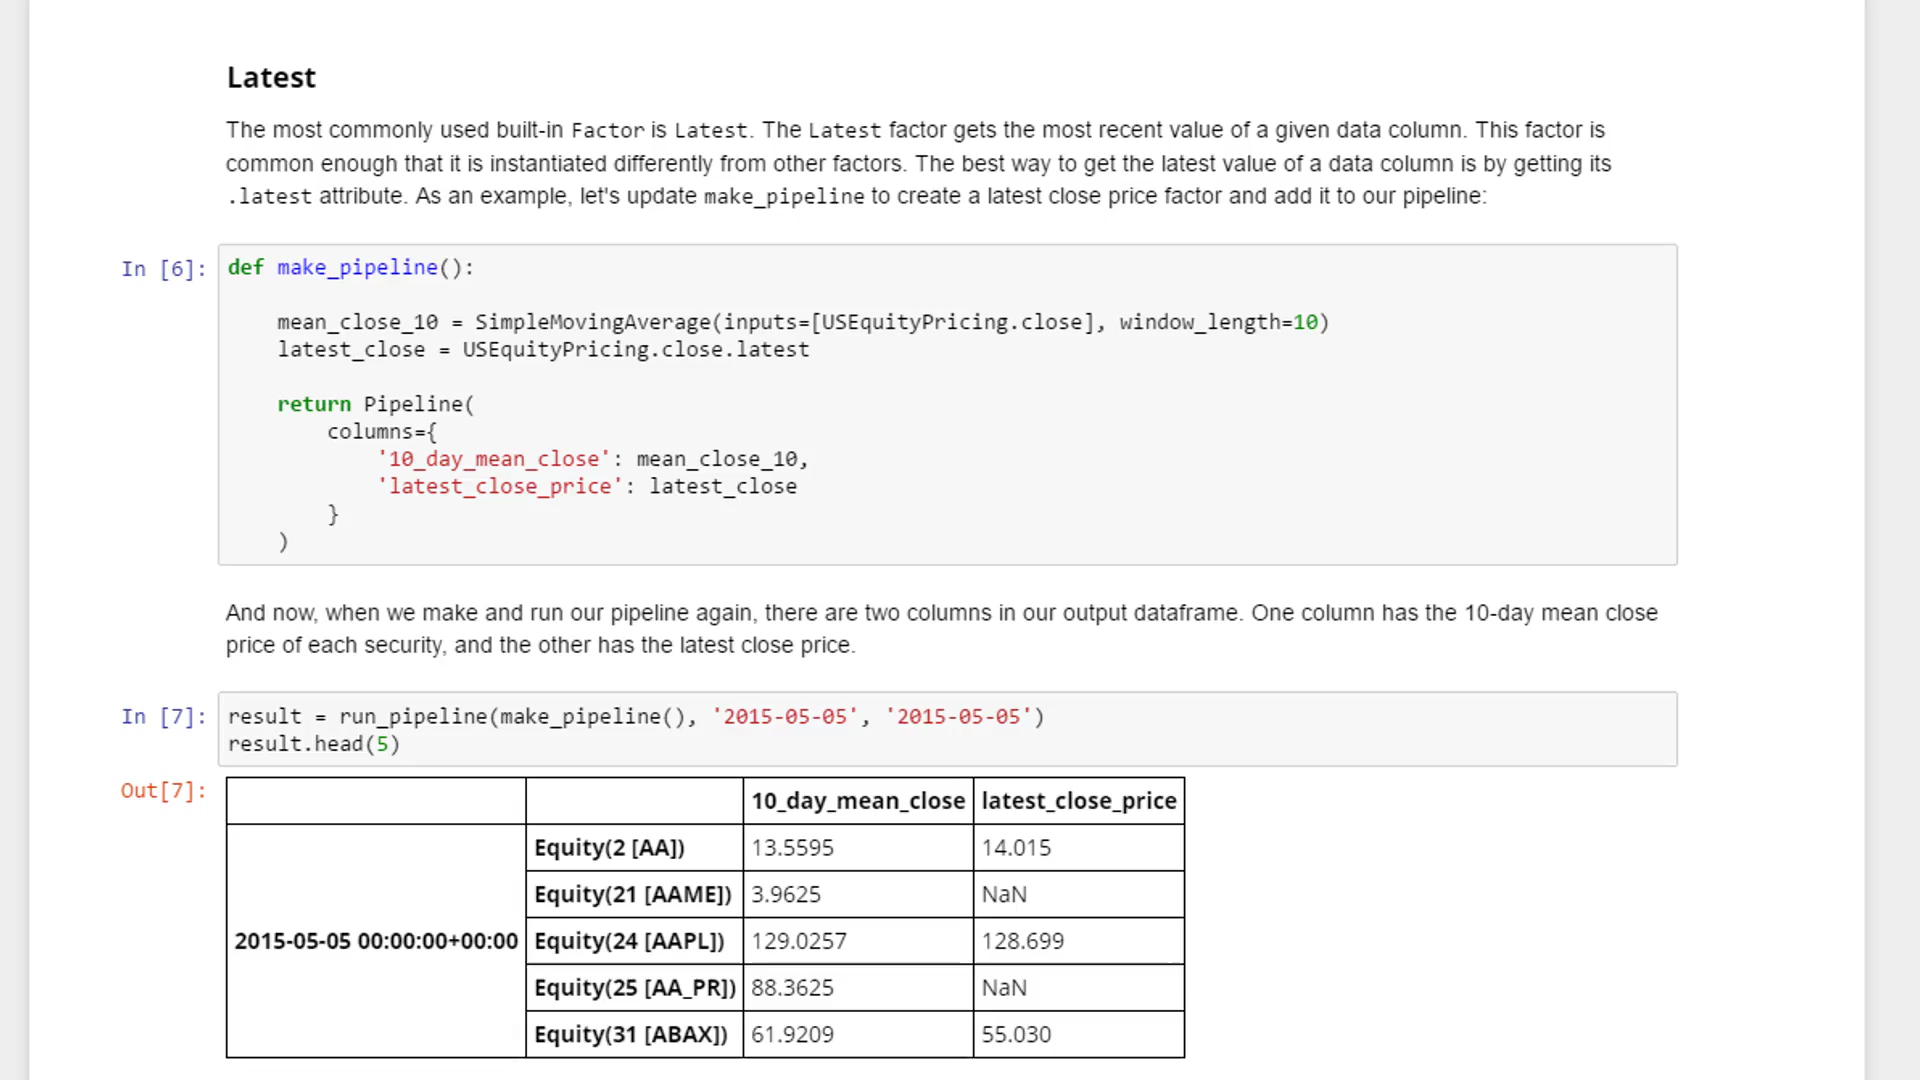 Latest
The most commonly used built-in Factor is Latest. The Latest factor gets the most recent value of a given data column. This factor is
common enough that it is instantiated differently from other factors. The best way to get the latest value of a data column is by getting its
.latest attribute. As an example, let's update make_pipeline to create a latest close price factor and add it to our pipeline:
In [6]: def make_pipeline():
mean_close_10 = SimpleMovingAverage(inputs=[USEquityPricing.close], window_length=10)
latest_close = USEquityPricing.close.latest
return Pipeline(
columns={
'10_day_mean_close': mean_close_10,
'latest_close_price': latest_close
}
)
And now, when we make and run our pipeline again, there are two columns in our output dataframe. One column has the 10-day mean close
price of each security, and the other has the latest close price.
In [7]: result = run_pipeline(make_pipeline(), '2015-05-05', '2015-05-05')
result.head(5)
Out[7]:
10_day_mean_close latest_close_price
Equity(2 [AA]) 13.5595 14.015
Equity(21 [AAME]) 3.9625 NaN
2015-05-05 00:00:00+00:00 Equity(24 [AAPL]) 129.0257 128.699
Equity(25 [AA_PR]) 88.3625 NaN
Equity(31 [ABAX]) 61.9209 55.030